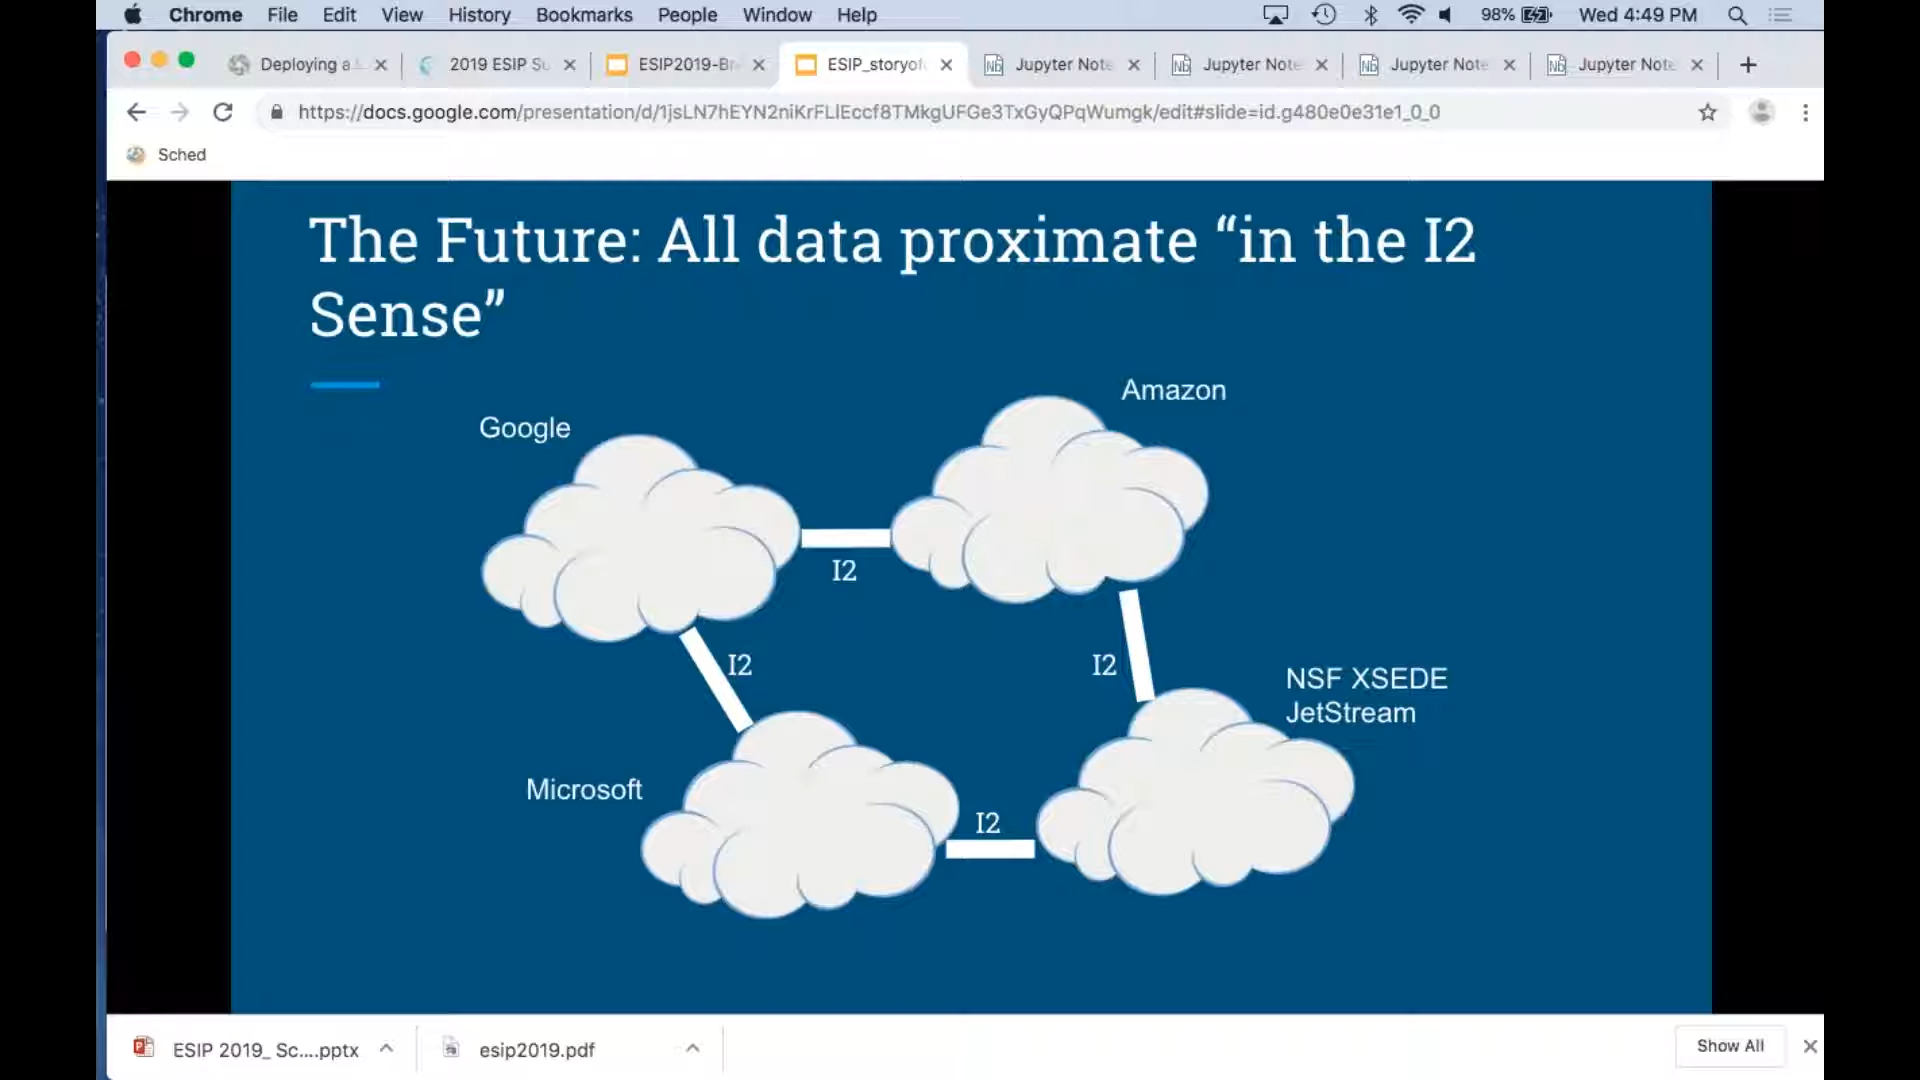 Chrome File Edit View History Bookmarks People Window Help 98% Wed 4:49 PM
Deploying a 2019 ESIP Su ESIP2019-Br ESIP_storyof Jupyter Note Jupyter Note Jupyter Note Jupyter Note
https://docs.google.com/presentation/d/1jsLN7hEYN2niKrFLlEccf8TMkgUFGe3TxGyQPqWumgk/edit#slide=id.g480e0e31e1_0_0
Sched
The Future: All data proximate “in the I2
Sense”
Amazon
Google
I2
I2
I2
NSF XSEDE
JetStream
Microsoft
I2
ESIP 2019_ Sc....pptx esip2019.pdf Show All